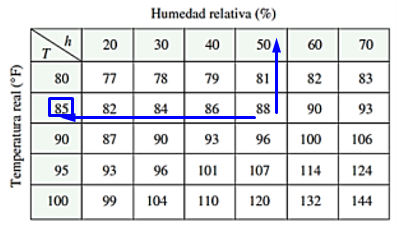 Humedad relativa (%)
Temperatura real (°F)
T h 20 30 40 50 60 70
80 77 78 79 81 82 83
85 82 84 86 88 90 93
90 87 90 93 96 100 106
95 93 96 101 107 114 124
100 99 104 110 120 132 144